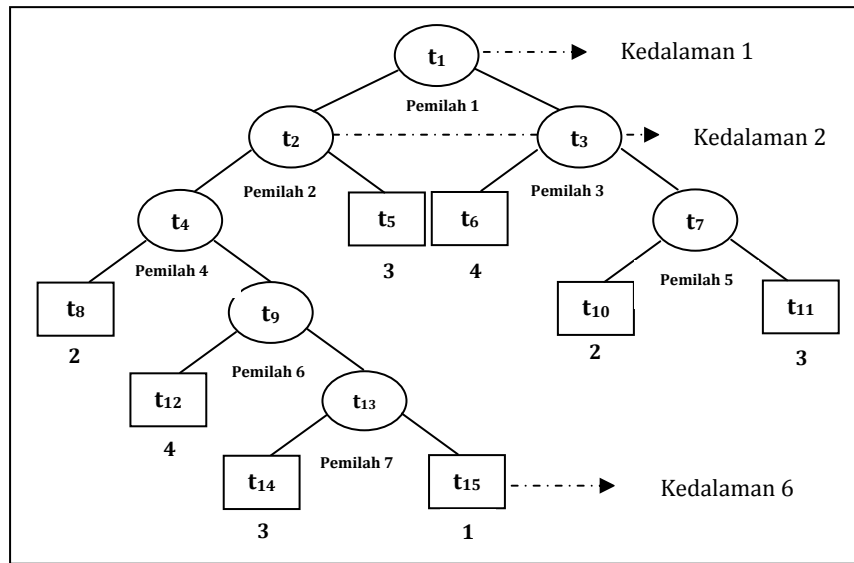 t1
Kedalaman 1
Pemilah 1
t2
t3
Kedalaman 2
Pemilah 2
Pemilah 3
t4
t5
t6
t7
Pemilah 4
3
4
Pemilah 5
t8
t9
t10
t11
2
2
3
Pemilah 6
t12
t13
4
Pemilah 7
t14
t15
Kedalaman 6
3
1